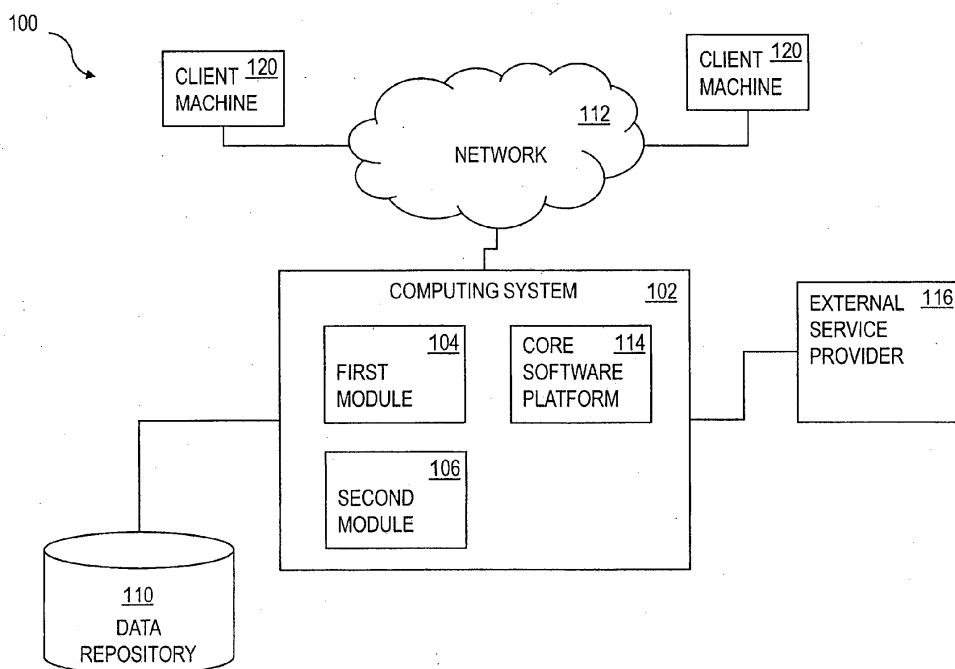 100
CLIENT 120
MACHINE
CLIENT 120
MACHINE
112
NETWORK
COMPUTING SYSTEM 102
104
FIRST
MODULE
CORE 114
SOFTWARE
PLATFORM
106
SECOND
MODULE
EXTERNAL 116
SERVICE
PROVIDER
110
DATA
REPOSITORY